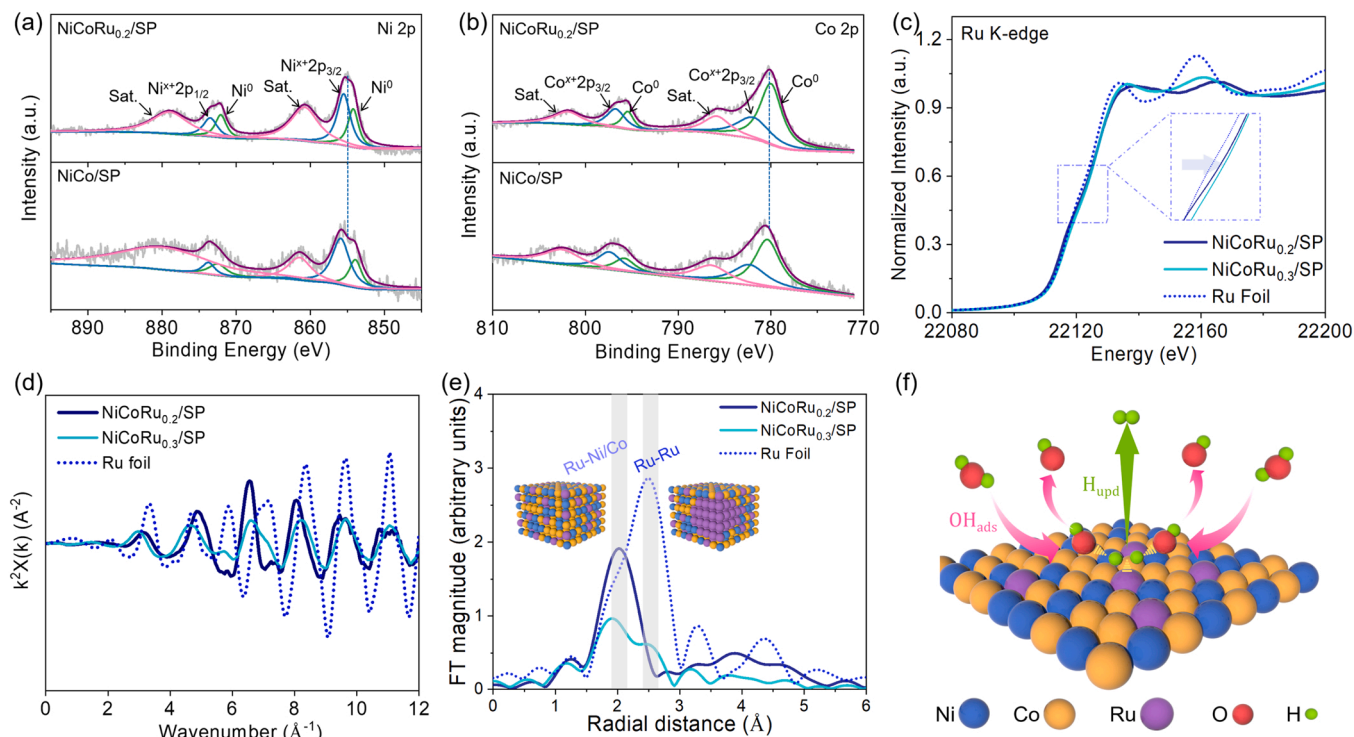 (a)
NiCoRu0.2/SP
Ni 2p
Sat.
Niˣ⁺2p1/2
Ni⁰
Sat.
Niˣ⁺2p3/2
Ni⁰
NiCo/SP
Intensity (a.u.)
890 880 870 860 850
Binding Energy (eV)
(b)
NiCoRu0.2/SP
Co 2p
Sat.
Coˣ⁺2p3/2
Co⁰
Sat.
Coˣ⁺2p3/2
Co⁰
NiCo/SP
Intensity (a.u.)
810 800 790 780 770
Binding Energy (eV)
(c)
Ru K-edge
NiCoRu0.2/SP
NiCoRu0.3/SP
Ru Foil
Normalized Intensity (a.u.)
1.2
0.9
0.6
0.3
0.0
22080 22120 22160 22200
Energy (eV)
(d)
NiCoRu0.2/SP
NiCoRu0.3/SP
Ru foil
k²X(k) (A⁻²)
0 2 4 6 8 10 12
Wavenumber (Å⁻¹)
(e)
NiCoRu0.2/SP
NiCoRu0.3/SP
Ru Foil
Ru-Ni/Co
Ru-Ru
FT magnitude (arbitrary units)
4
3
2
1
0
0 1 2 3 4 5 6
Radial distance (Å)
(f)
Hupd
OHads
Ni Co Ru O H